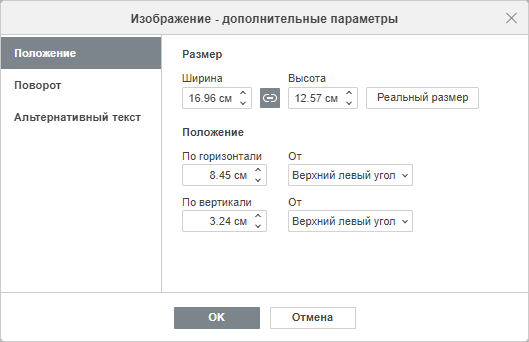 Изображение - дополнительные параметры
Положение
Поворот
Альтернативный текст
Размер
Ширина Высота
16.96 см 12.57 см Реальный размер
Положение
По горизонтали От
8.45 см Верхний левый угол
По вертикали От
3.24 см Верхний левый угол
OK Отмена